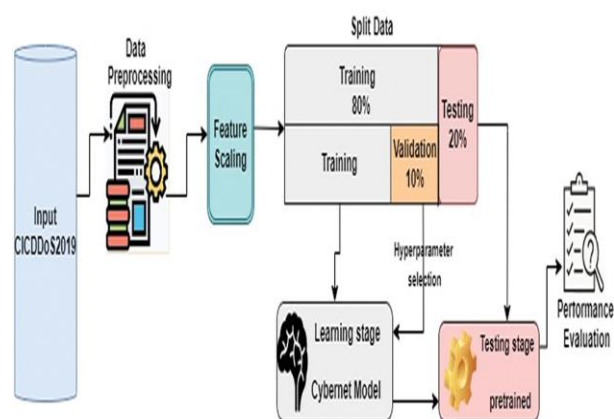 Split Data
Data
Preprocessing
Training
80%
Testing
20%
Feature
Scaling
Training
Validation
10%
Input
CICDDoS2019
Hyperparameter
selection
Learning stage
Cybernet Model
Testing stage
pretrained
Performance
Evaluation